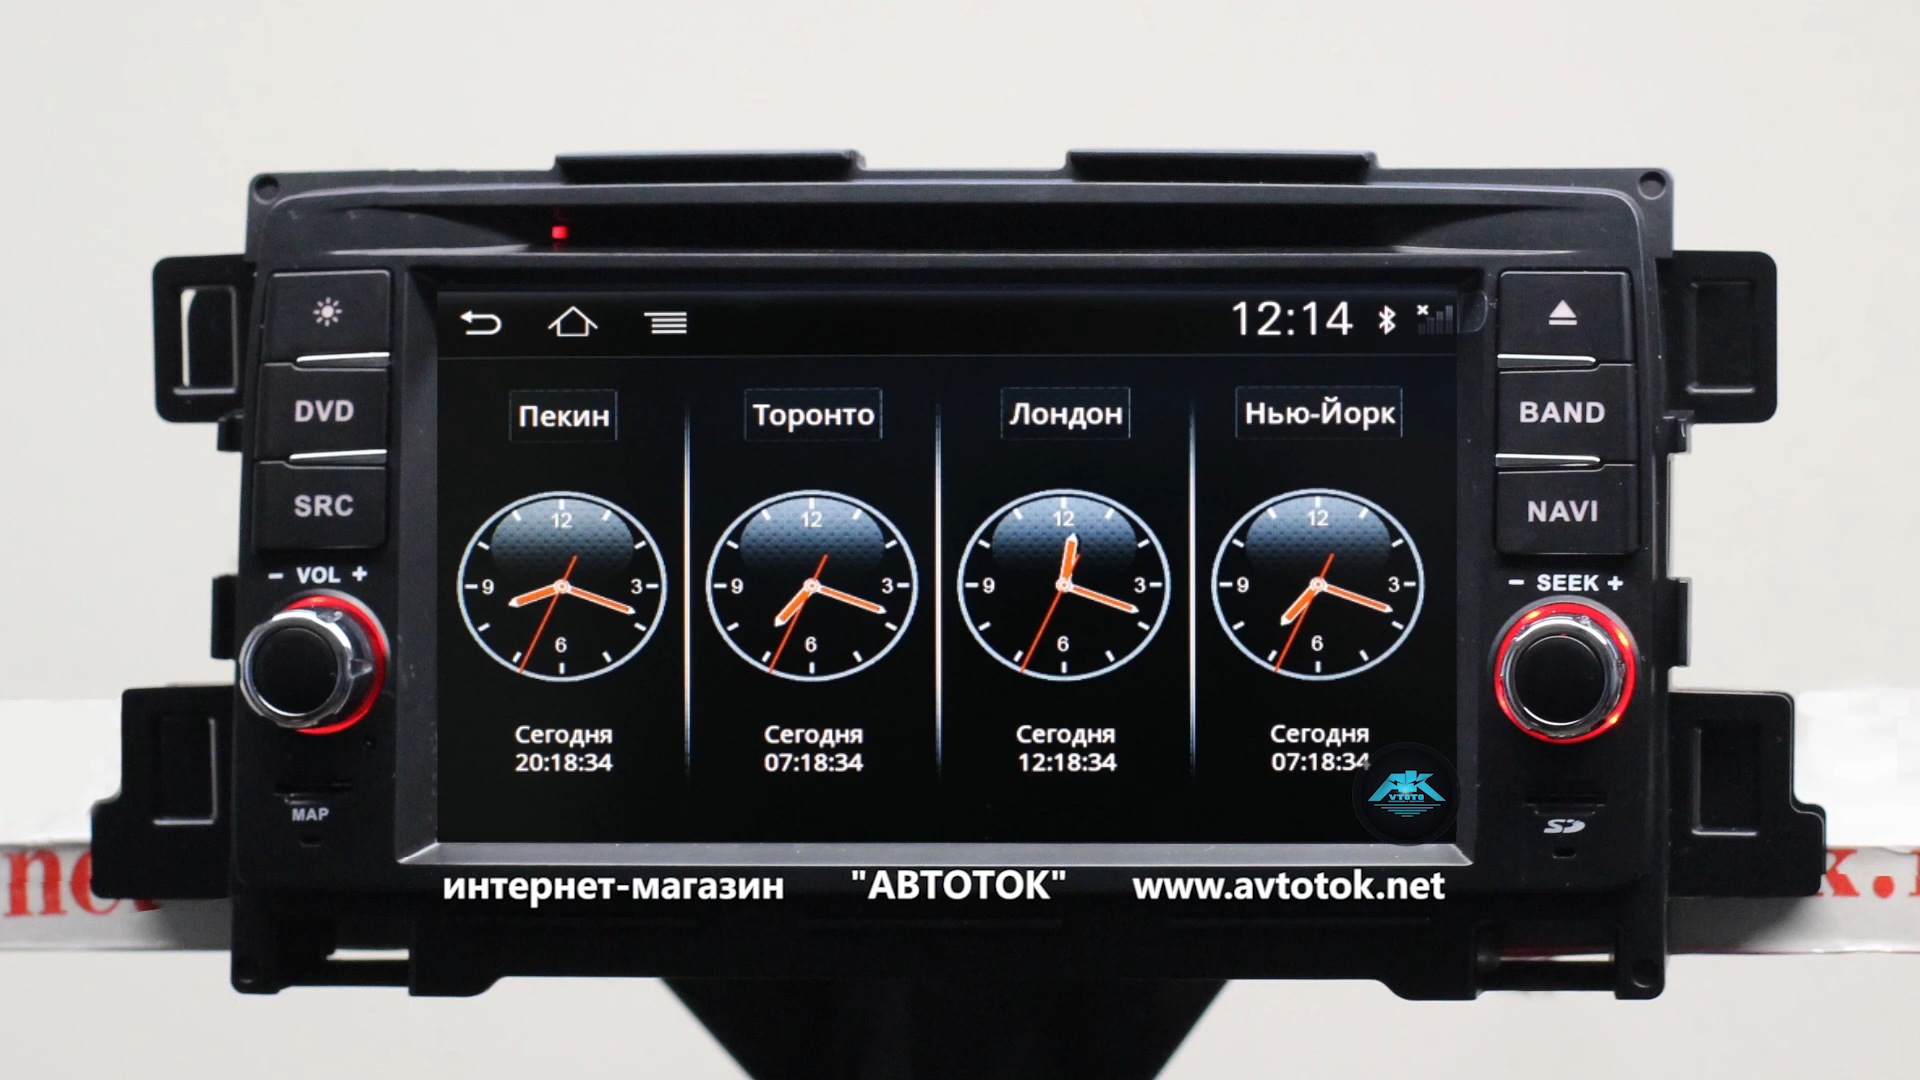 12:14
DVD
SRC
- VOL +
MAP
BAND
NAVI
- SEEK +
SD
Пекин
Торонто
Лондон
Нью-Йорк
12
9
3
6
12
9
3
6
12
9
3
6
12
9
3
6
Сегодня
20:18:34
Сегодня
07:18:34
Сегодня
12:18:34
Сегодня
07:18:34
AK
VTOTO
интернет-магазин "АВТОТОК" www.avtotok.net